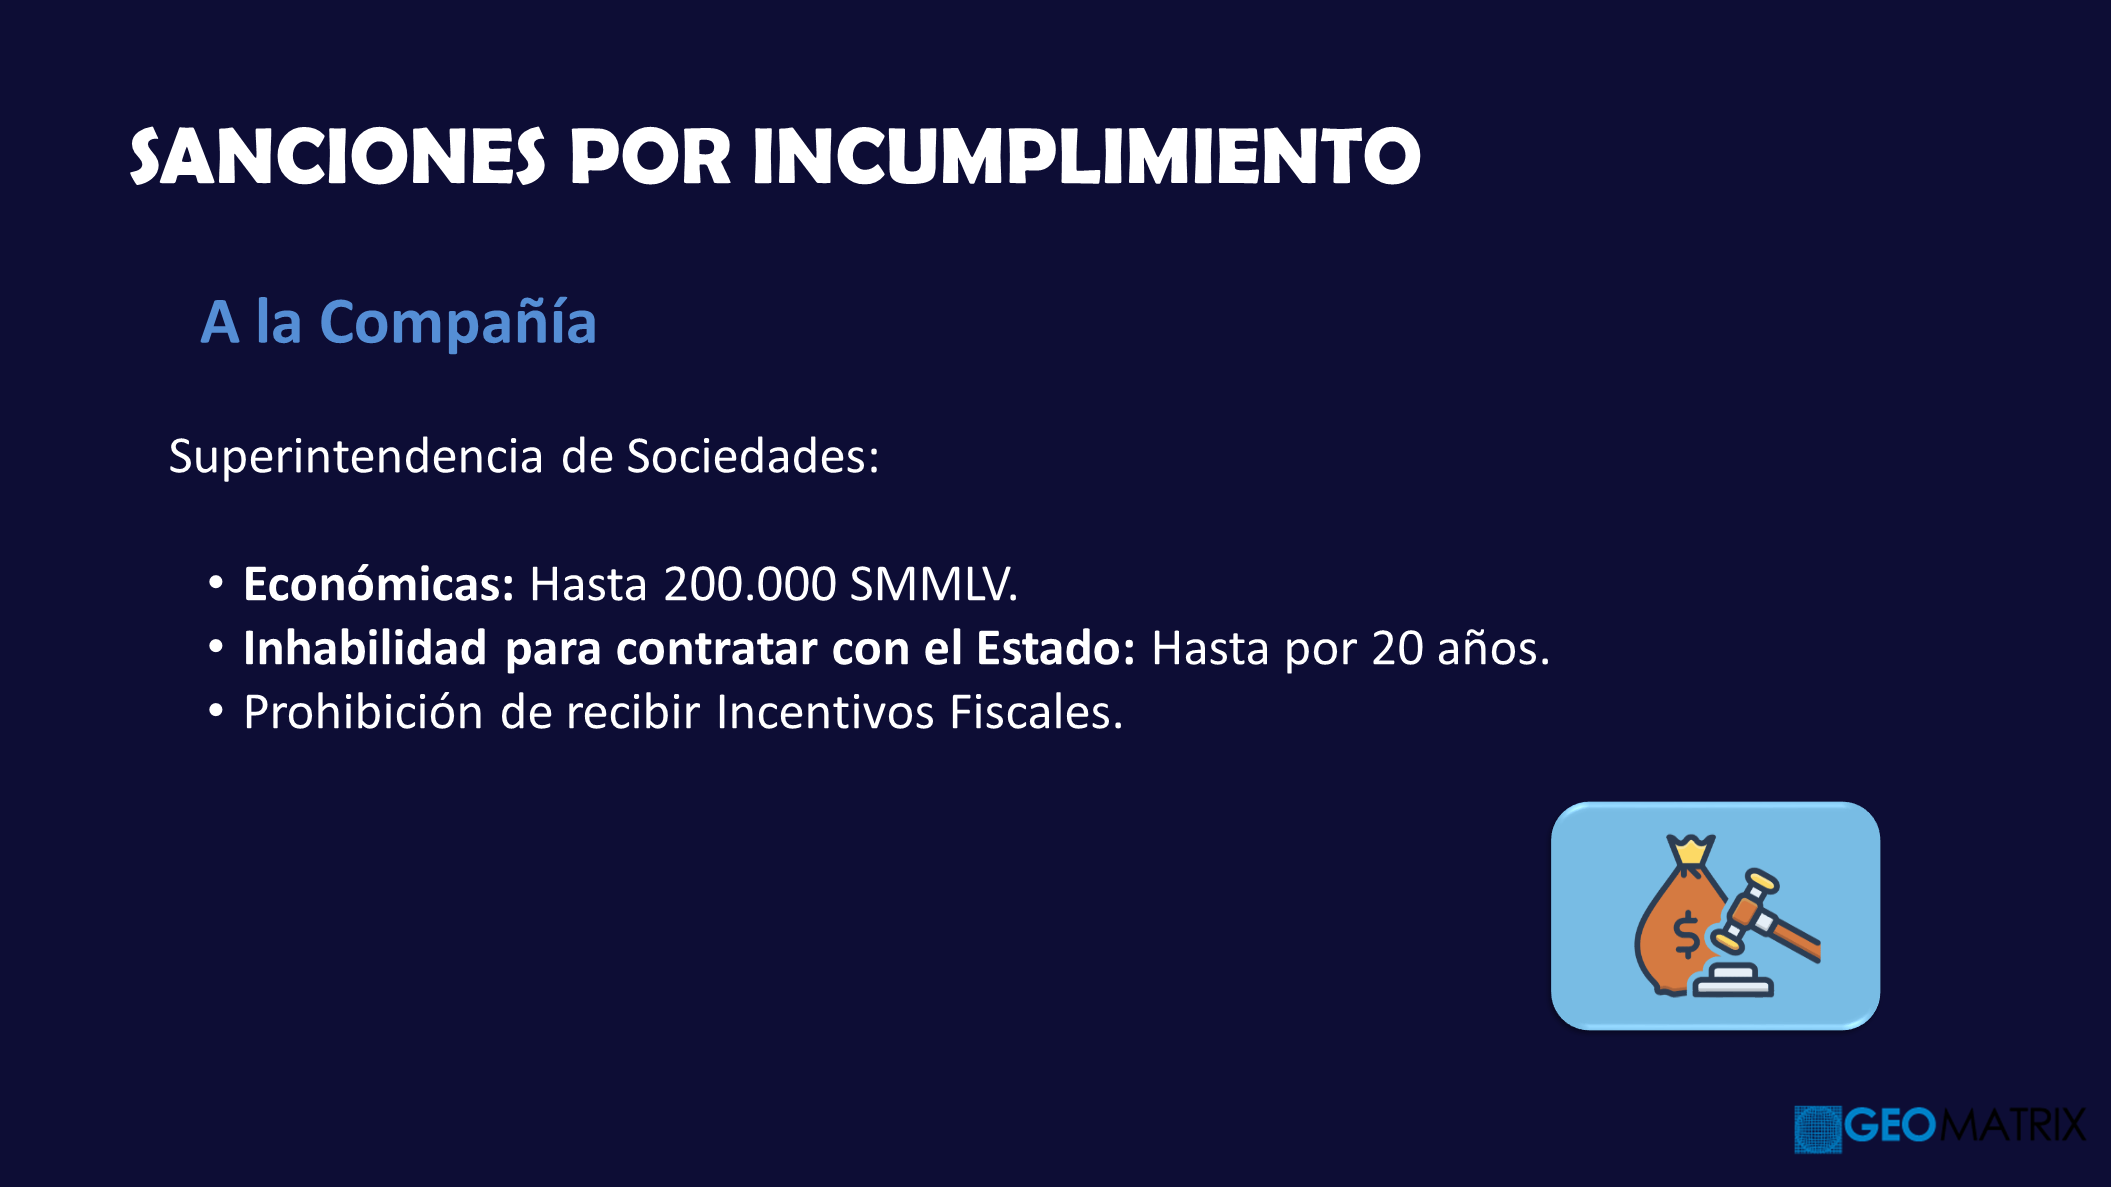 SANCIONES POR INCUMPLIMIENTO
A la Compañía
Superintendencia de Sociedades:
• Económicas: Hasta 200.000 SMMLV.
• Inhabilidad para contratar con el Estado: Hasta por 20 años.
• Prohibición de recibir Incentivos Fiscales.
$
GEOMATRIX